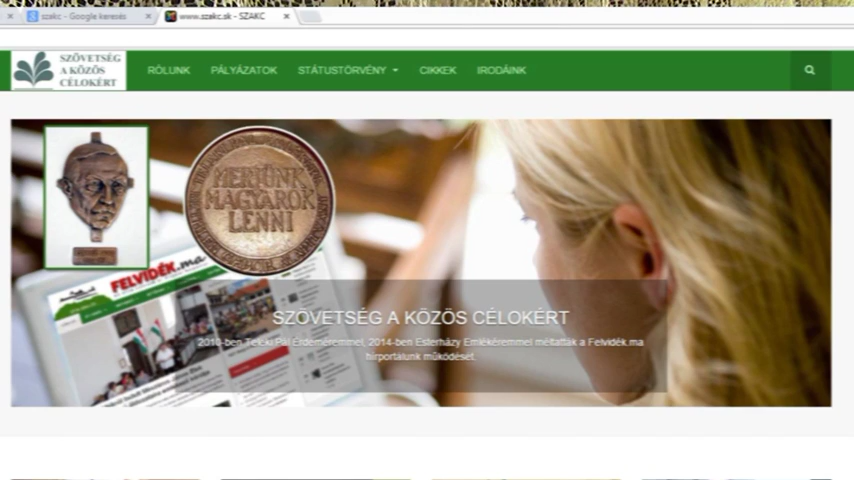 szakc - Google keresés
www.szakc.sk - SZAKC
SZÖVETSÉG
A KÖZÖS
CÉLOKÉRT
RÓLUNK
PÁLYÁZATOK
STÁTUSTÖRVÉNY
CIKKEK
IRODÁINK
MERJÜNK
MAGYAROK
LENNI
FELVIDÉK.ma
SZÖVETSÉG A KÖZÖS CÉLOKÉRT
2010-ben Teleki Pál Érdeméremmel, 2014-ben Esterházy Emlékéremmel méltatták a Felvidék.ma
hírportálunk működését.